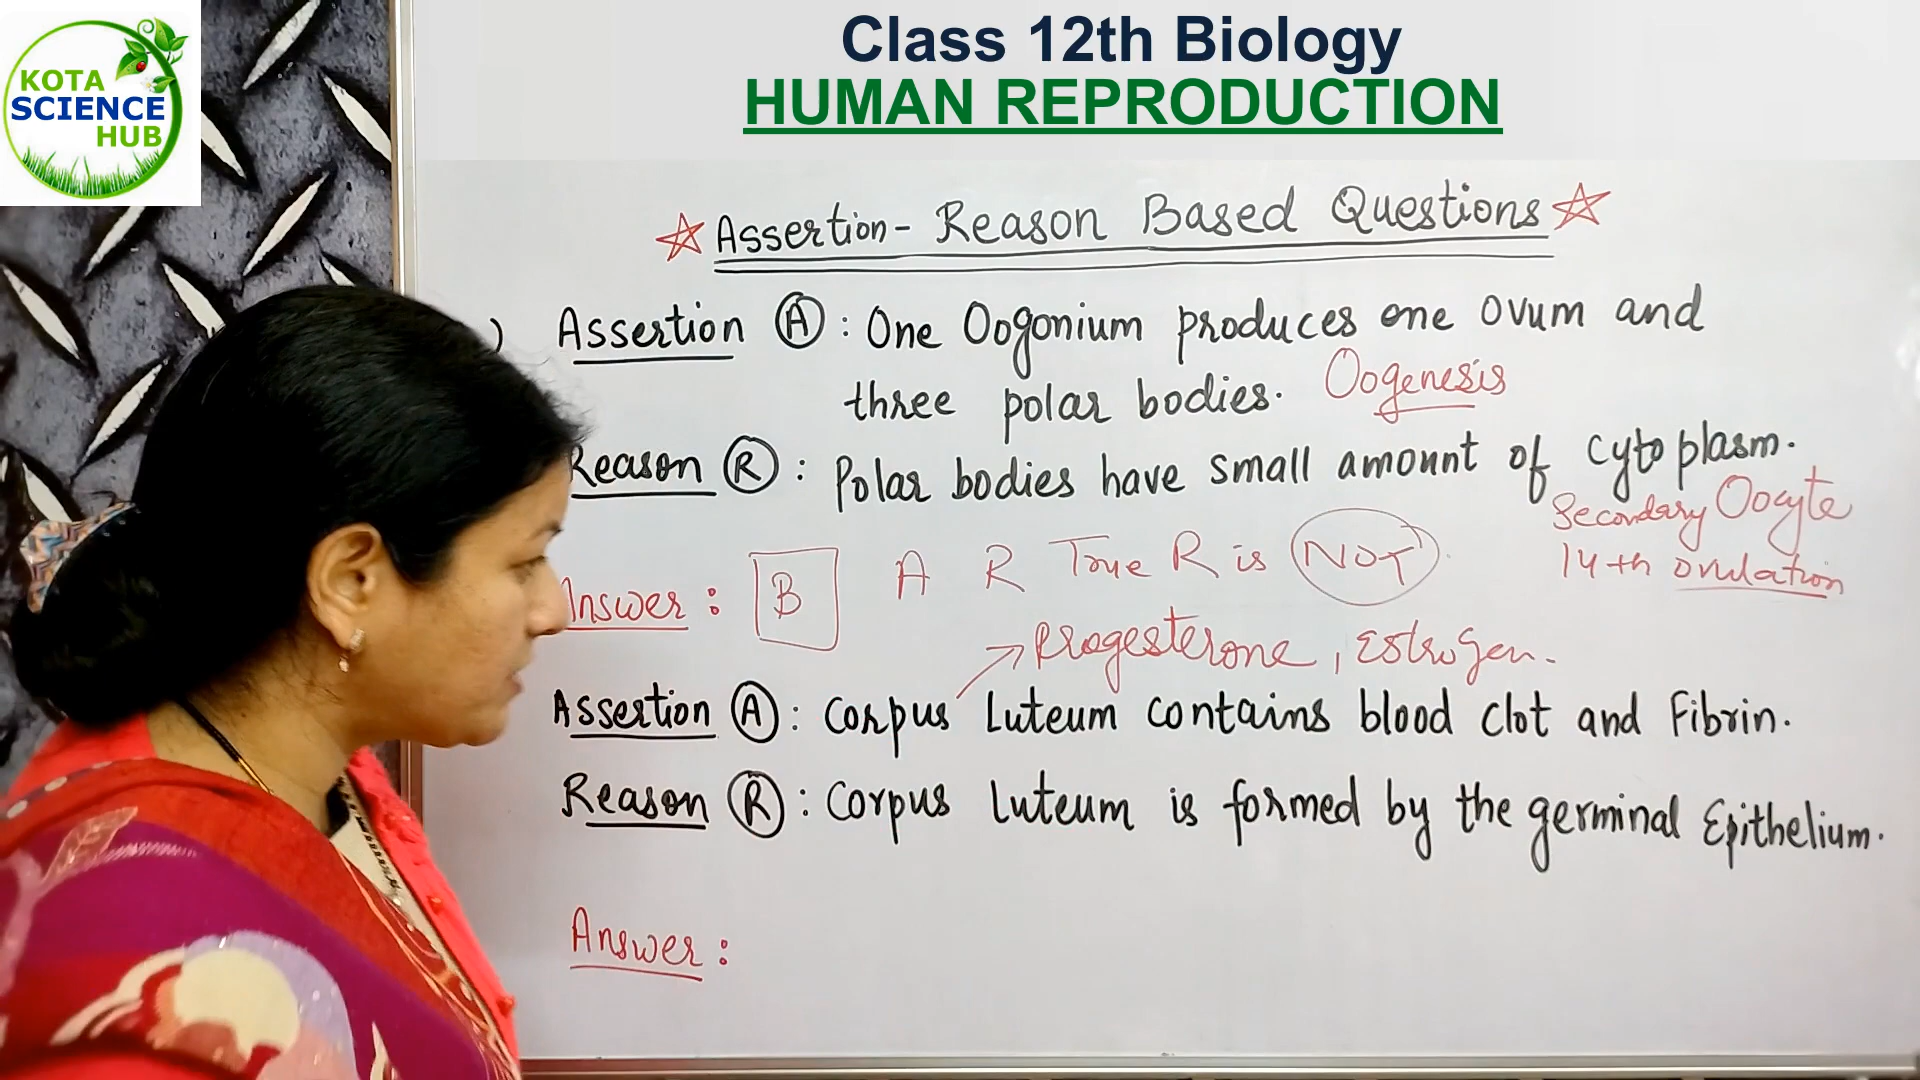 KOTA
SCIENCE
HUB
Class 12th Biology
HUMAN REPRODUCTION
Assertion - Reason Based Questions
) Assertion (A) : One Oogonium produces one ovum and
three polar bodies. Oogenesis
Reason (R) : Polar bodies have small amount of cytoplasm.
Secondary Oocyte
14th ovulation
Answer : B A R True R is NOT
→ Progesterone, Estrogen.
Assertion (A) : Corpus Luteum contains blood clot and Fibrin.
Reason (R) : Corpus Luteum is formed by the germinal Epithelium.
Answer :